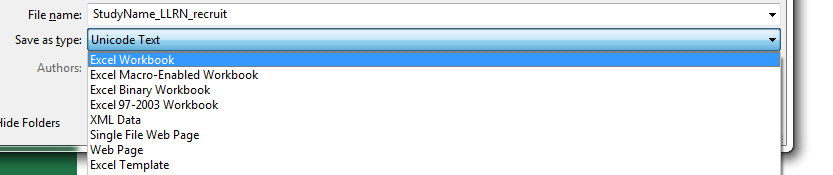 File name: StudyName_LLRN_recruit
Save as type: Unicode Text
Authors:
Excel Workbook
Excel Macro-Enabled Workbook
Excel Binary Workbook
Excel 97-2003 Workbook
XML Data
Hide Folders
Single File Web Page
Web Page
Excel Template